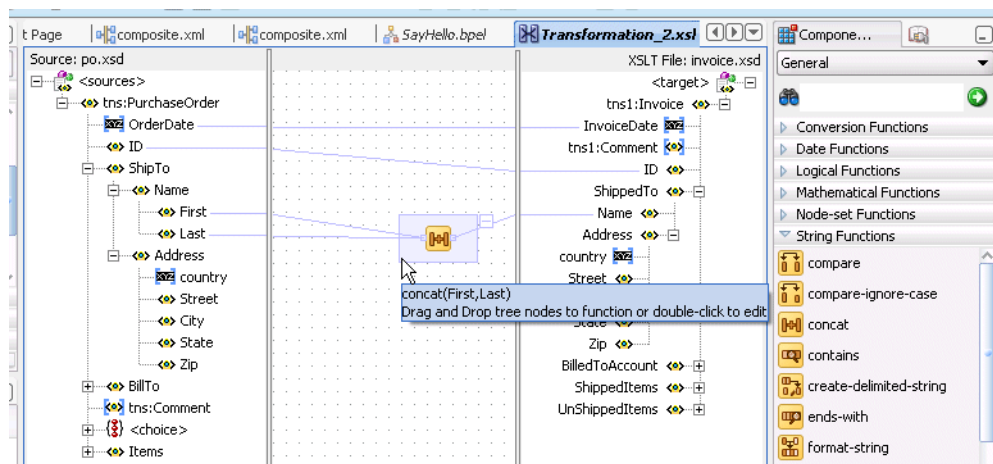 t Page
composite.xml
composite.xml
SayHello.bpel
Transformation_2.xsl
Compone...
Source: po.xsd
XSLT File: invoice.xsd
General
<sources>
<target>
tns:PurchaseOrder
tns1:Invoice
OrderDate
InvoiceDate
ID
tns1:Comment
ShipTo
ID
Name
ShippedTo
First
Name
Last
Address
Address
country
country
Street
Street
City
State
State
Zip
Zip
BillTo
BilledToAccount
tns:Comment
ShippedItems
<choice>
UnShippedItems
Items
concat(First,Last)
Drag and Drop tree nodes to function or double-click to edit
Conversion Functions
Date Functions
Logical Functions
Mathematical Functions
Node-set Functions
String Functions
compare
compare-ignore-case
concat
contains
create-delimited-string
ends-with
format-string